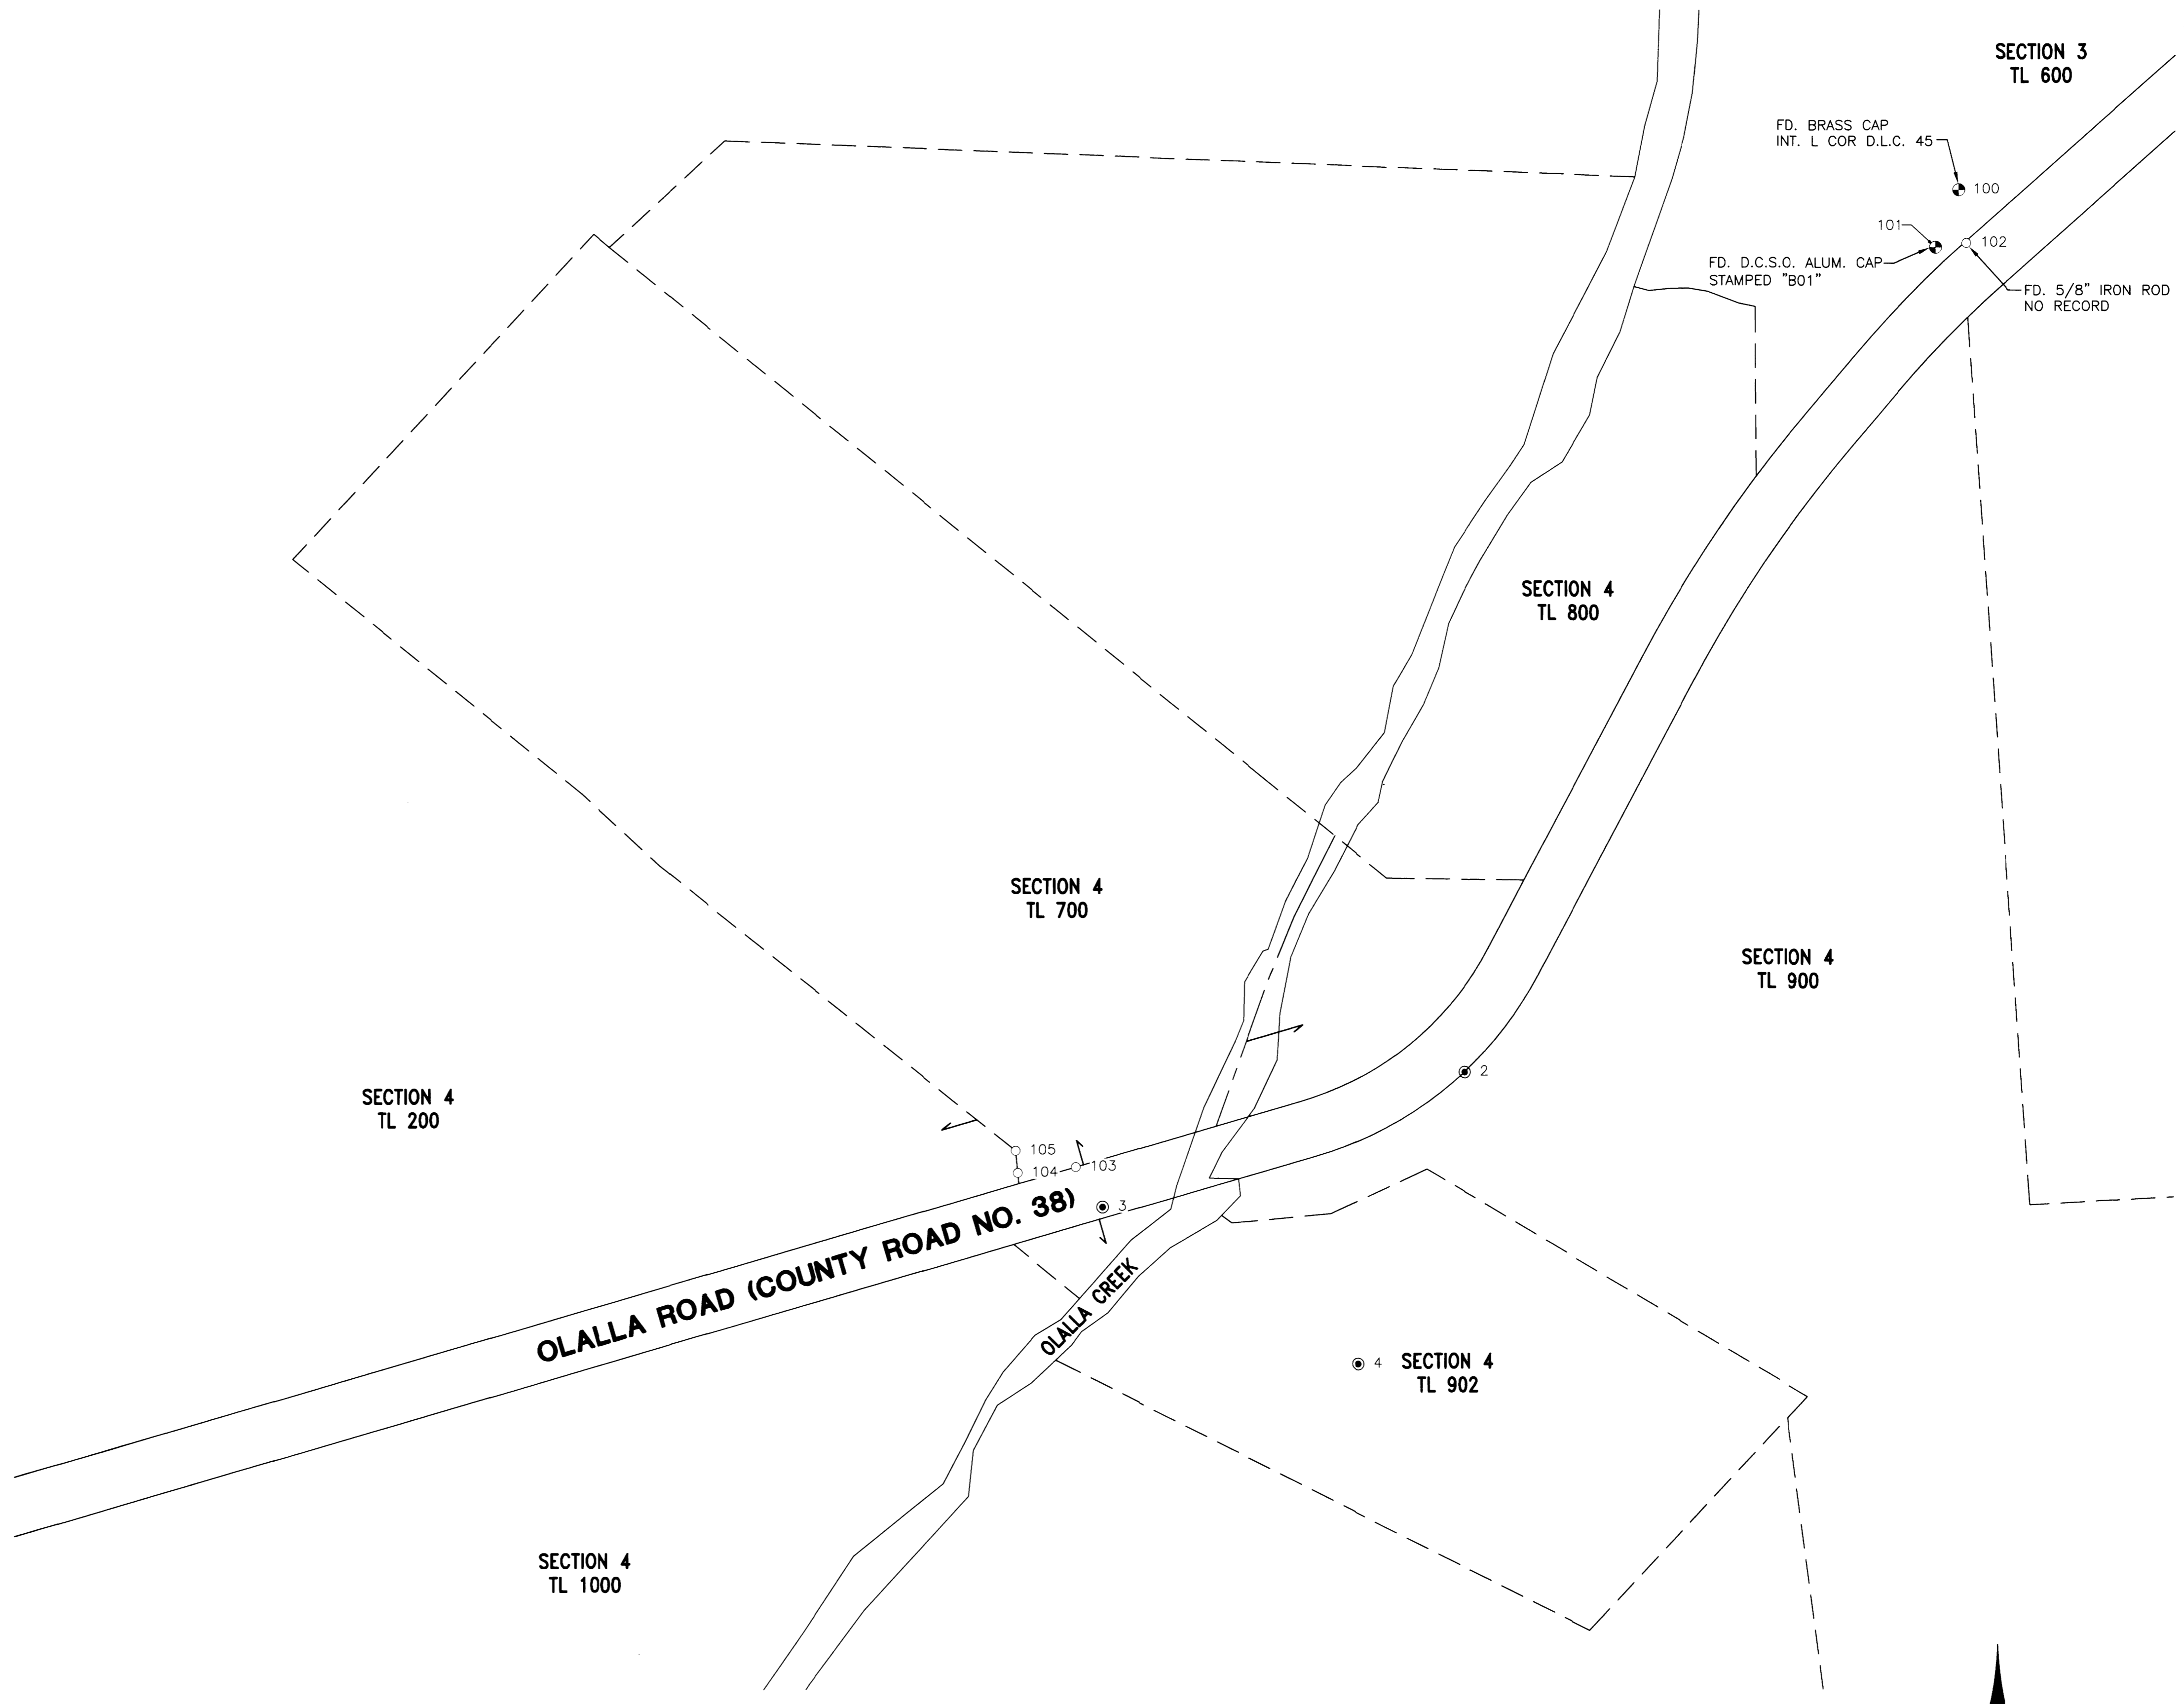 SECTION 3
TL 600
FD. BRASS CAP
INT. L COR D.L.C. 45
100
101
102
FD. D.C.S.O. ALUM. CAP
STAMPED "B01"
FD. 5/8" IRON ROD
NO RECORD
SECTION 4
TL 800
SECTION 4
TL 700
SECTION 4
TL 900
SECTION 4
TL 200
2
105
104
103
3
OLALLA ROAD (COUNTY ROAD NO. 38)
OLALLA CREEK
4
SECTION 4
TL 902
SECTION 4
TL 1000